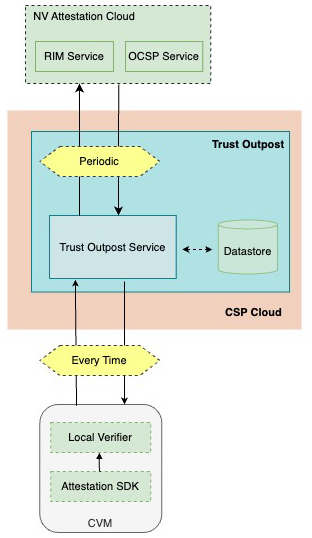 NV Attestation Cloud
RIM Service
OCSP Service
Trust Outpost
Periodic
Trust Outpost Service
Datastore
CSP Cloud
Every Time
Local Verifier
Attestation SDK
CVM